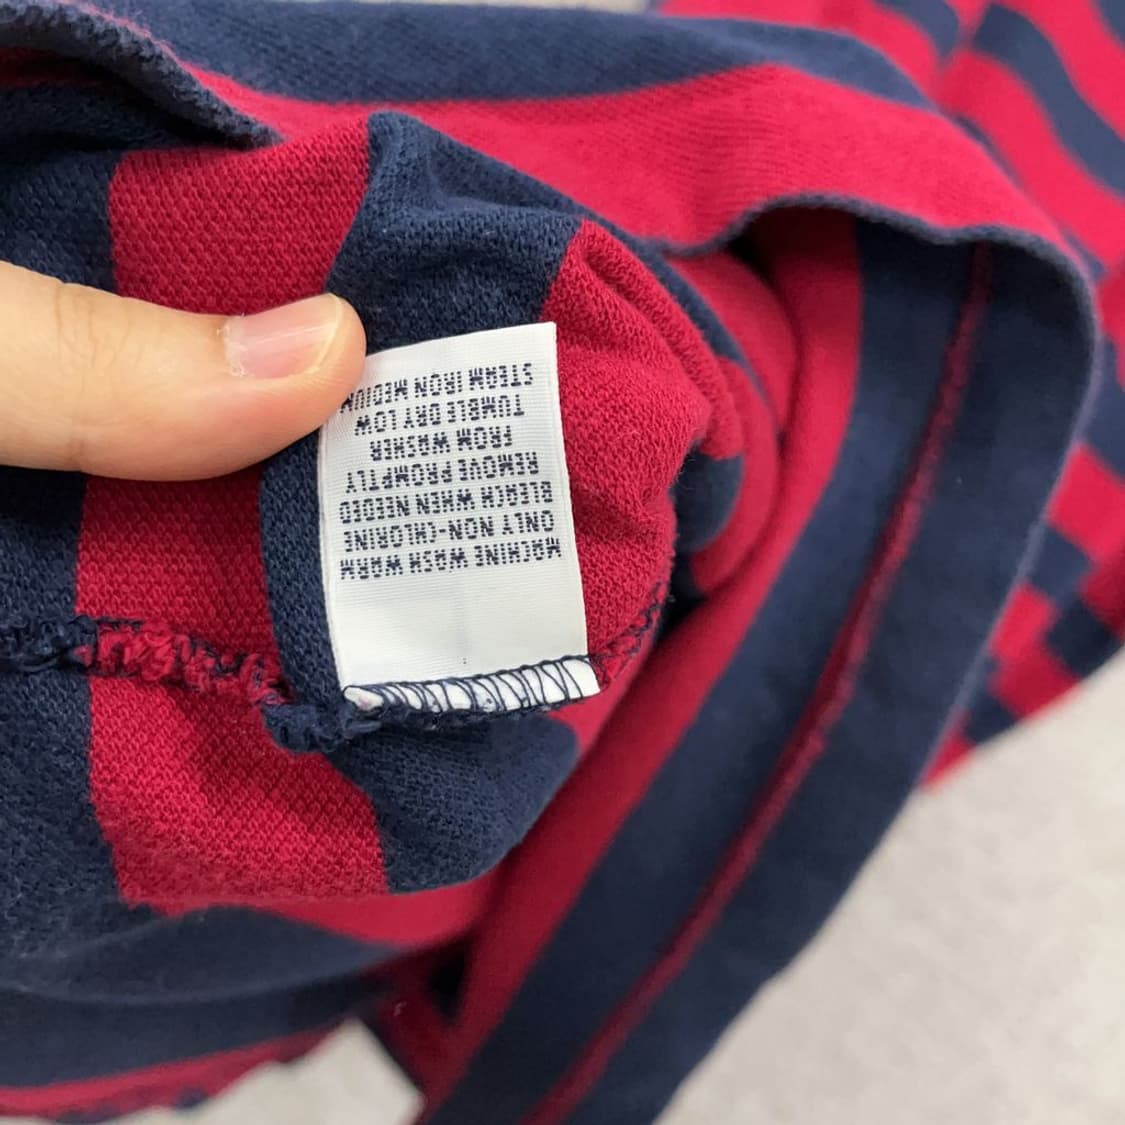 MACHINE WASH WARM
ONLY NON-CHLORINE
BLEACH WHEN NEEDED
REMOVE PROMPTLY
FROM WASHER
TUMBLE DRY LOW
STEAM IRON MEDIUM